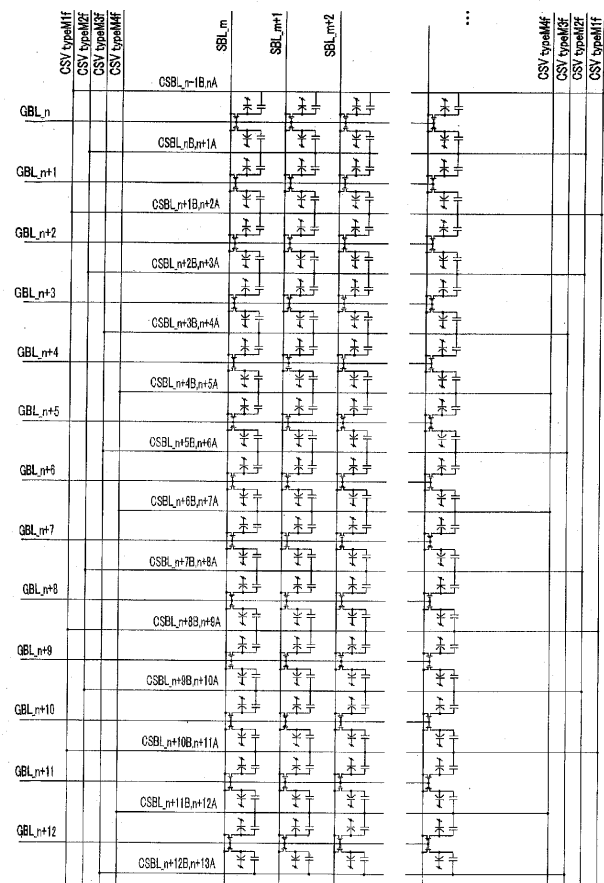 CSV typeM1f
CSV typeM2f
CSV typeM3f
CSV typeM4f
SBL_m
SBL_m+1
SBL_m+2
...
CSV typeM4f
CSV typeM3f
CSV typeM2f
CSV typeM1f
CSBL_n-1B,nA
GBL_n
CSBL_nB,n+1A
GBL_n+1
CSBL_n+1B,n+2A
GBL_n+2
CSBL_n+2B,n+3A
GBL_n+3
CSBL_n+3B,n+4A
GBL_n+4
CSBL_n+4B,n+5A
GBL_n+5
CSBL_n+5B,n+6A
GBL_n+6
CSBL_n+6B,n+7A
GBL_n+7
CSBL_n+7B,n+8A
GBL_n+8
CSBL_n+8B,n+9A
GBL_n+9
CSBL_n+9B,n+10A
GBL_n+10
CSBL_n+10B,n+11A
GBL_n+11
CSBL_n+11B,n+12A
GBL_n+12
CSBL_n+12B,n+13A